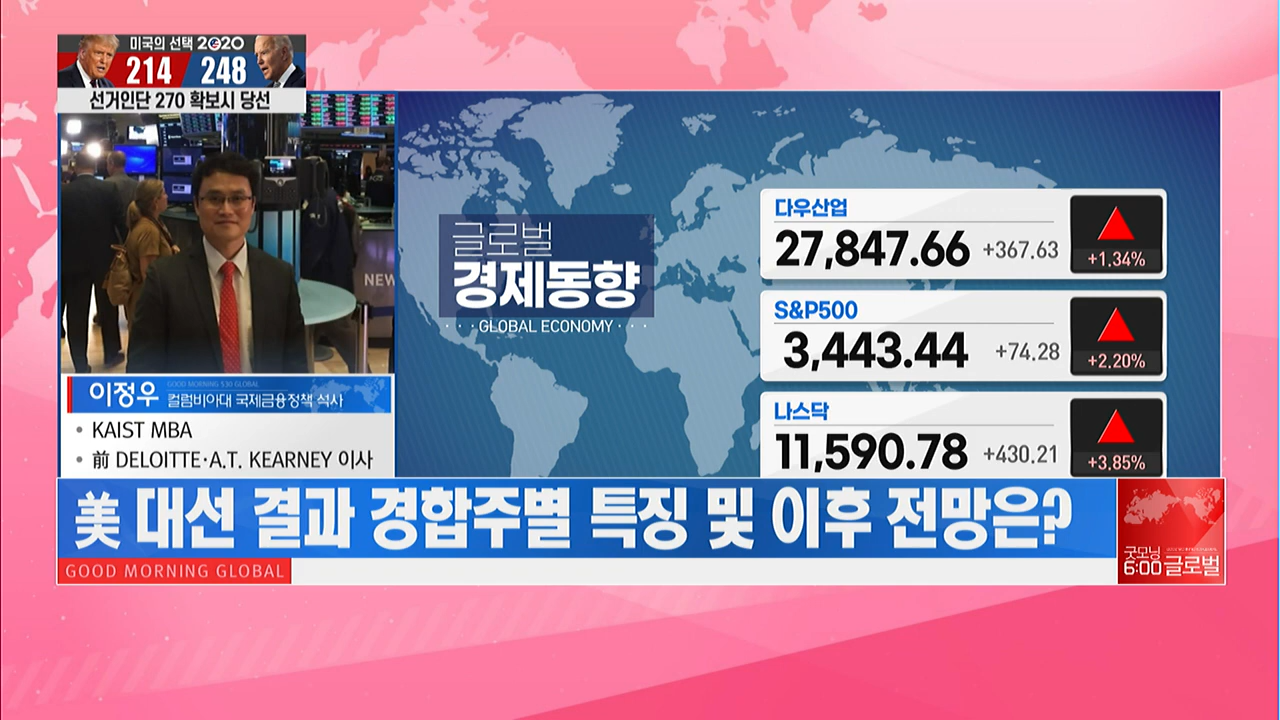 미국의 선택 2020
214 248
선거인단 270 확보시 당선
NEW
이정우
GOOD MORNING 530 GLOBAL
컬럼비아대 국제금융정책 석사
• KAIST MBA
• 前 DELOITTE·A.T. KEARNEY 이사
글로벌
경제동향
· · · GLOBAL ECONOMY · · ·
다우산업
27,847.66 +367.63 +1.34%
S&P500
3,443.44 +74.28 +2.20%
나스닥
11,590.78 +430.21 +3.85%
美 대선 결과 경합주별 특징 및 이후 전망은?
GOOD MORNING GLOBAL
굿모닝
6:00 글로벌